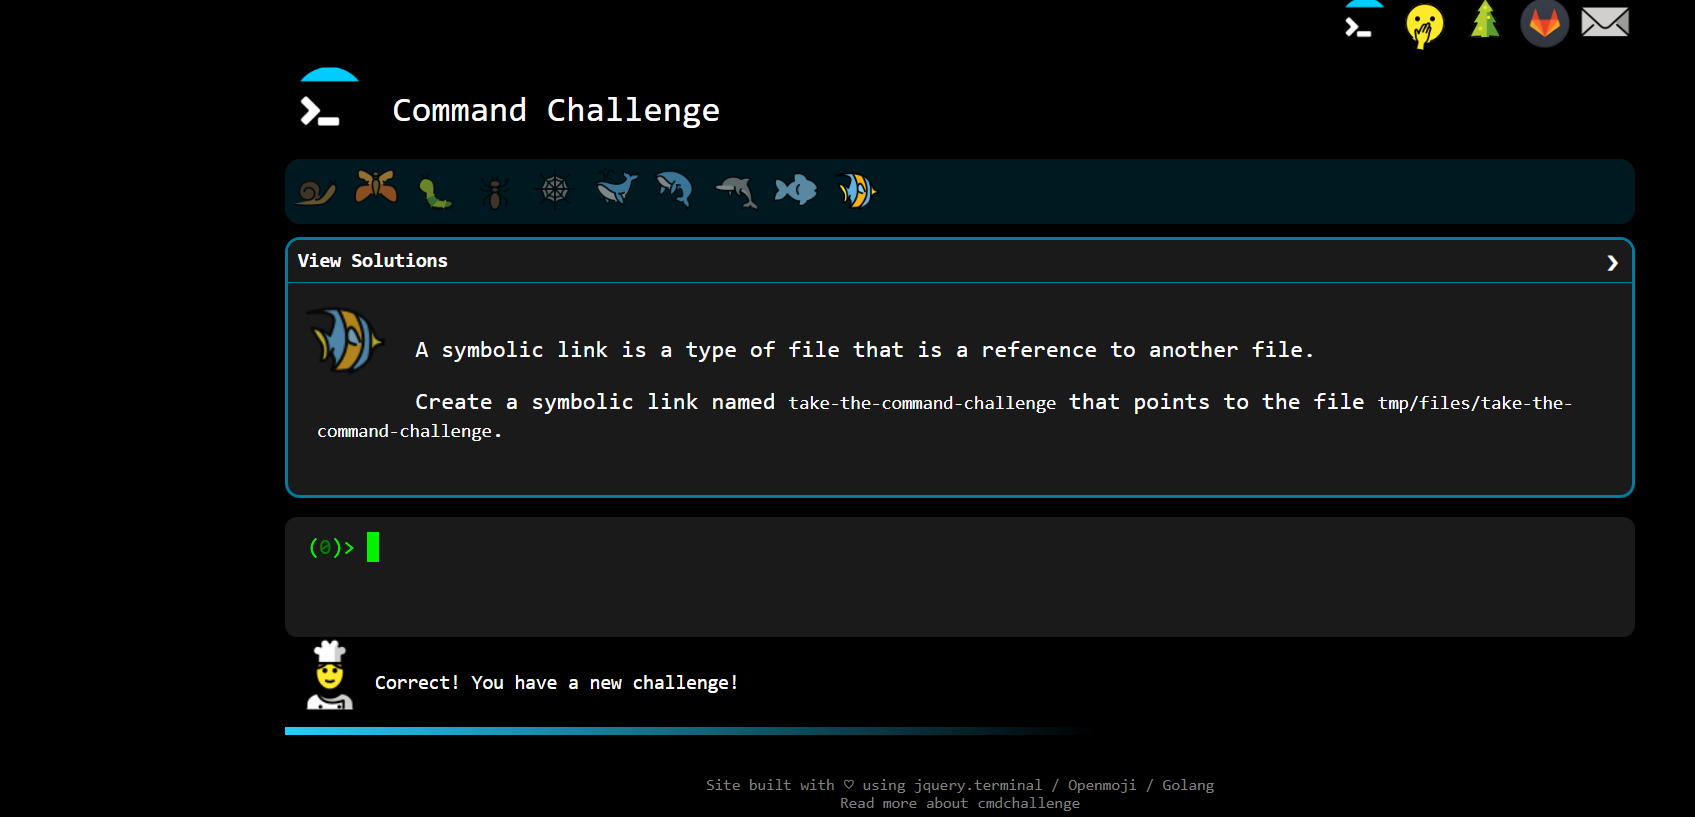 Command Challenge
View Solutions
A symbolic link is a type of file that is a reference to another file.
Create a symbolic link named take-the-command-challenge that points to the file tmp/files/take-the-
command-challenge.
(0)>
Correct! You have a new challenge!
Site built with ♡ using jquery.terminal / Openmoji / Golang
Read more about cmdchallenge